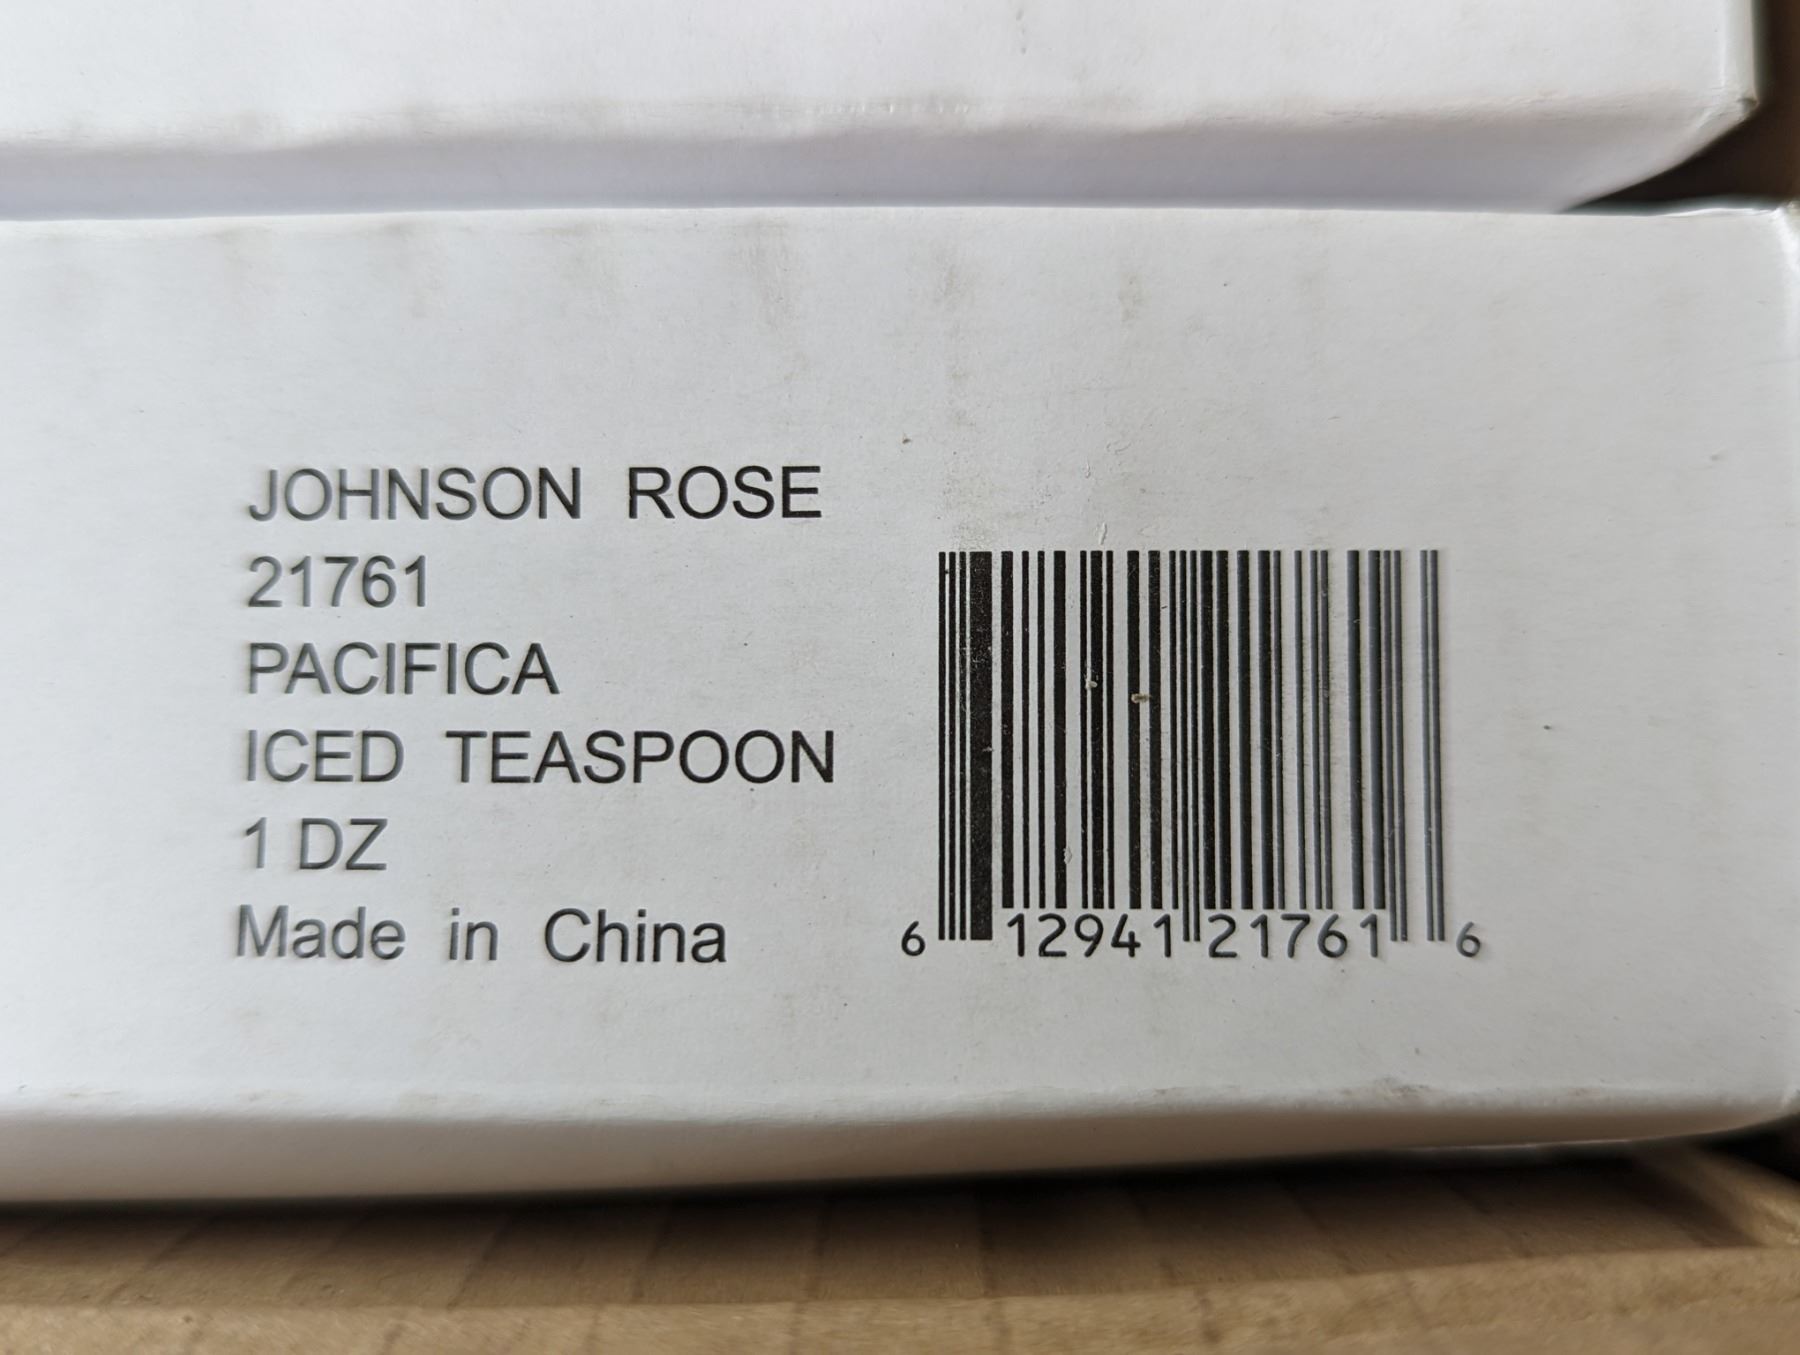 JOHNSON ROSE
21761
PACIFICA
ICED TEASPOON
1 DZ
Made in China
6 12941 21761 6